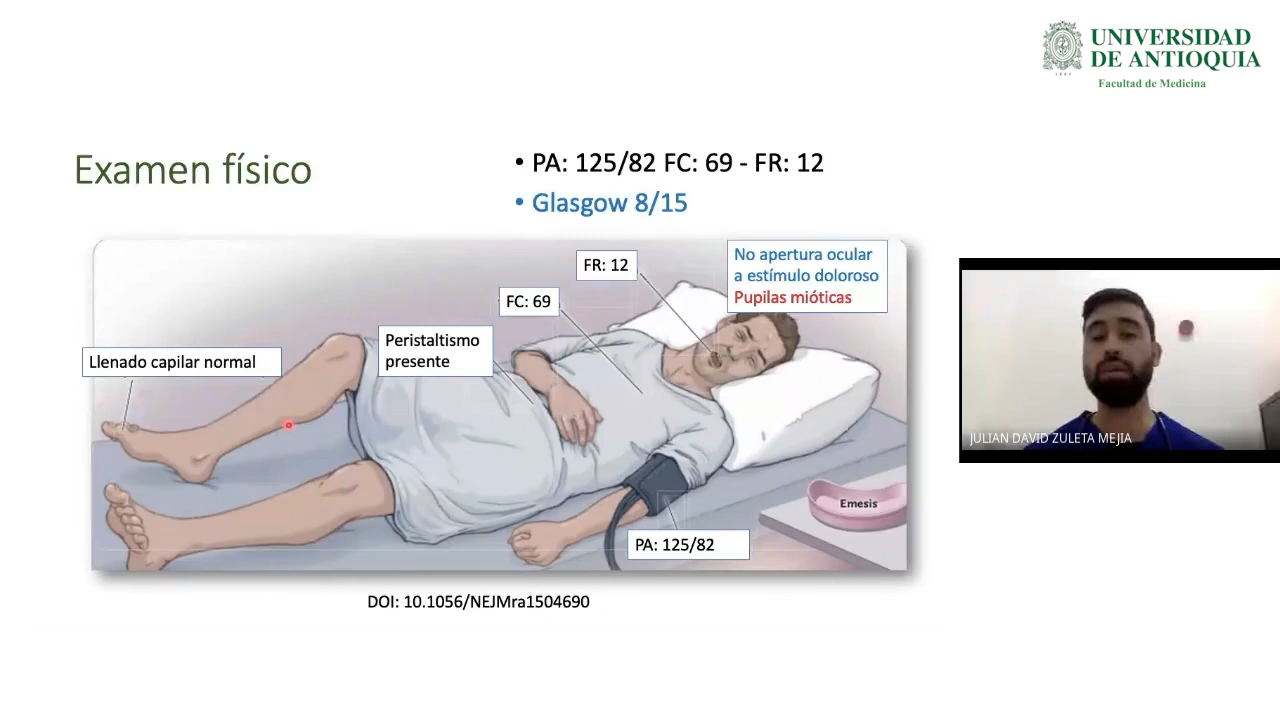 UNIVERSIDAD
DE ANTIOQUIA
Facultad de Medicina
Examen físico
• PA: 125/82 FC: 69 - FR: 12
• Glasgow 8/15
FR: 12
No apertura ocular
a estímulo doloroso
Pupilas mióticas
FC: 69
Peristaltismo
presente
Llenado capilar normal
Emesis
PA: 125/82
DOI: 10.1056/NEJMra1504690
JULIAN DAVID ZULETA MEJIA